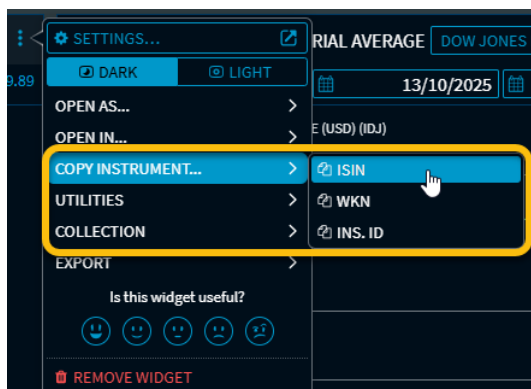 SETTINGS...
RIAL AVERAGE DOW JONES
DARK LIGHT
9.89
13/10/2025
OPEN AS...
OPEN IN...
E (USD) (IDJ)
COPY INSTRUMENT...
ISIN
UTILITIES
WKN
COLLECTION
INS. ID
EXPORT
Is this widget useful?
REMOVE WIDGET